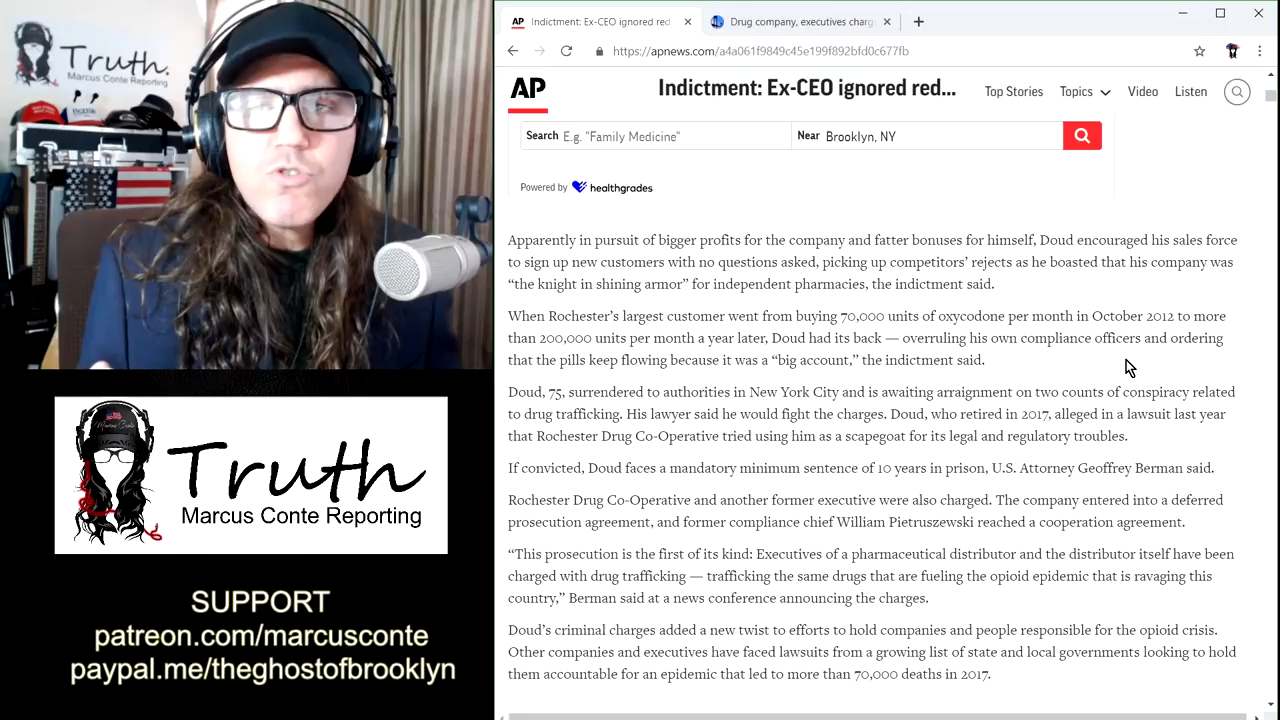 Truth.
Marcus Conte Reporting
Truth
Marcus Conte Reporting
SUPPORT
patreon.com/marcusconte
paypal.me/theghostofbrooklyn
AP Indictment: Ex-CEO ignored red
Drug company, executives charg
https://apnews.com/a4a061f9849c45e199f892bfd0c677fb
AP Indictment: Ex-CEO ignored red... Top Stories Topics Video Listen
Search E.g. "Family Medicine" Near Brooklyn, NY
Powered by healthgrades
Apparently in pursuit of bigger profits for the company and fatter bonuses for himself, Doud encouraged his sales force
to sign up new customers with no questions asked, picking up competitors’ rejects as he boasted that his company was
“the knight in shining armor” for independent pharmacies, the indictment said.
When Rochester’s largest customer went from buying 70,000 units of oxycodone per month in October 2012 to more
than 200,000 units per month a year later, Doud had its back — overruling his own compliance officers and ordering
that the pills keep flowing because it was a “big account,” the indictment said.
Doud, 75, surrendered to authorities in New York City and is awaiting arraignment on two counts of conspiracy related
to drug trafficking. His lawyer said he would fight the charges. Doud, who retired in 2017, alleged in a lawsuit last year
that Rochester Drug Co-Operative tried using him as a scapegoat for its legal and regulatory troubles.
If convicted, Doud faces a mandatory minimum sentence of 10 years in prison, U.S. Attorney Geoffrey Berman said.
Rochester Drug Co-Operative and another former executive were also charged. The company entered into a deferred
prosecution agreement, and former compliance chief William Pietruszewski reached a cooperation agreement.
“This prosecution is the first of its kind: Executives of a pharmaceutical distributor and the distributor itself have been
charged with drug trafficking — trafficking the same drugs that are fueling the opioid epidemic that is ravaging this
country,” Berman said at a news conference announcing the charges.
Doud’s criminal charges added a new twist to efforts to hold companies and people responsible for the opioid crisis.
Other companies and executives have faced lawsuits from a growing list of state and local governments looking to hold
them accountable for an epidemic that led to more than 70,000 deaths in 2017.